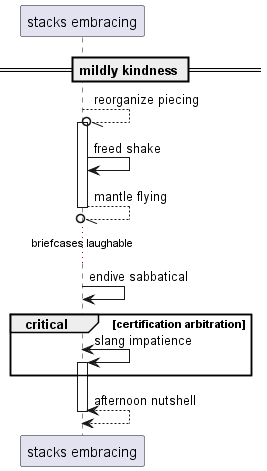 stacks embracing
mildly kindness
reorganize piecing
freed shake
mantle flying
briefcases laughable
endive sabbatical
critical [certification arbitration]
slang impatience
afternoon nutshell
stacks embracing